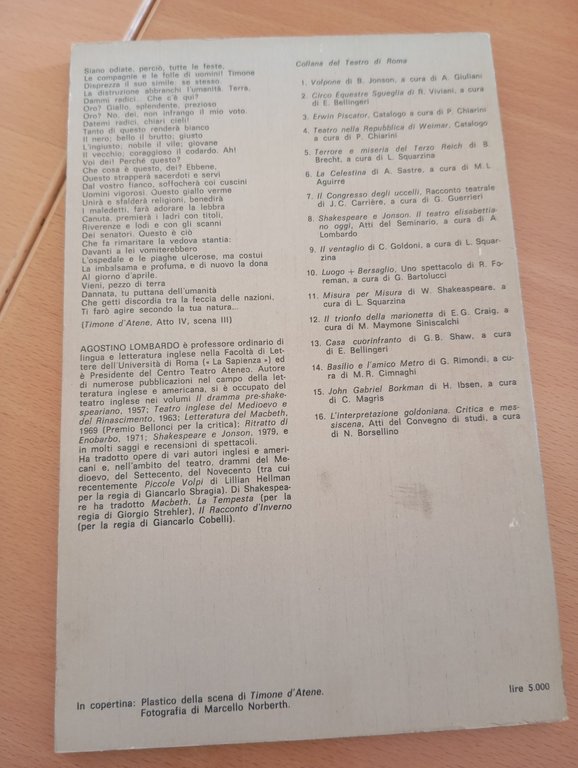 Siano odiate, perciò, tutte le feste,
Le compagnie e le folle di uomini! Timone
Disprezza il suo simile, se stesso.
La distruzione abbranchi l'umanità. Terra,
Dammi radici... Che c'è qui?
Oro? Giallo, splendente, prezioso
Oro? No, dei, non infrango il mio voto.
Datemi radici, chiari cieli!
Tanto di questo renderà bianco
Il nero; bello il brutto; giusto
L'ingiusto; nobile il vile; giovane
Il vecchio; coraggioso il codardo. Ah!
Voi dei! Perché questo?
Che cosa è questo, dei? Ebbene,
Questo strapperà sacerdoti e servi
Dal vostro fianco, soffocherà coi cuscini
Uomini vigorosi. Questo giallo verme
Unirà e sfalderà religioni, benedirà
I maledetti, farà adorare la lebbra
Canuta, premierà i ladri con titoli,
Riverenze e lodi e con gli scanni
Dei senatori. Questo è ciò
Che fa rimaritare la vedova stantia:
Davanti a lei vomiterebbero
L'ospedale e le piaghe ulcerose, ma costui
La imbalsama e profuma, e di nuovo la dona
Al giorno d'aprile.
Vieni, pezzo di terra
Dannata, tu puttana dell'umanità
Che getti discordia tra la feccia delle nazioni,
Ti farò agire secondo la tua natura...
(Timone d'Atene, Atto IV, scena III)
AGOSTINO LOMBARDO è professore ordinario di
lingua e letteratura inglese nella Facoltà di Let-
tere dell'Università di Roma (« La Sapienza ») ed
è Presidente del Centro Teatro Ateneo. Autore
di numerose pubblicazioni nel campo della let-
teratura inglese e americana, si è occupato del
teatro inglese nei volumi Il dramma pre-shake-
speariano, 1957; Teatro inglese del Medioevo e
del Rinascimento, 1963; Letteratura del Macbeth,
1969 (Premio Bellonci per la critica); Ritratto di
Enobarbo, 1971; Shakespeare e Jonson, 1979, e
in molti saggi e recensioni di spettacoli.
Ha tradotto opere di vari autori inglesi e ameri-
cani e, nell'ambito del teatro, drammi del Me-
dioevo, del Settecento, del Novecento (tra cui
recentemente Piccole Volpi di Lillian Hellman
per la regia di Giancarlo Sbragia). Di Shakespea-
re ha tradotto Macbeth, La Tempesta (per la
regia di Giorgio Strehler), Il Racconto d'Inverno
(per la regia di Giancarlo Cobelli).
Collana del Teatro di Roma
1. Volpone di B. Jonson, a cura di A. Giuliani
2. Circo Equestre Sgueglia di R. Viviani, a cura
di E. Bellingeri
3. Erwin Piscator, Catalogo a cura di P. Chiarini
4. Teatro nella Repubblica di Weimar, Catalogo
a cura di P. Chiarini
5. Terrore e miseria del Terzo Reich di B.
Brecht, a cura di L. Squarzina
6. La Celestina di A. Sastre, a cura di M.L.
Aguirre
7. Il Congresso degli uccelli, Racconto teatrale
di J.C. Carrière, a cura di G. Guerrieri
8. Shakespeare e Jonson. Il teatro elisabettia-
no oggi, Atti del Seminario, a cura di A.
Lombardo
9. Il ventaglio di C. Goldoni, a cura di L. Squar-
zina
10. Luogo + Bersaglio, Uno spettacolo di R. Fo-
reman, a cura di G. Bartolucci
11. Misura per Misura di W. Shakeaspeare, a
cura di L. Squarzina
12. Il trionfo della marionetta di E.G. Craig, a
cura di M. Maymone Siniscalchi
13. Casa cuorinfranto di G.B. Shaw, a cura
di E. Bellingeri
14. Basilio e l'amico Metro di G. Rimondi, a cu-
ra di M.R. Cimnaghi
15. John Gabriel Borkman di H. Ibsen, a cura
di C. Magris
16. L'interpretazione goldoniana. Critica e mes-
siscena, Atti del Convegno di studi, a cura
di N. Borsellino
In copertina: Plastico della scena di Timone d'Atene.
Fotografia di Marcello Norberth.
lire 5.000